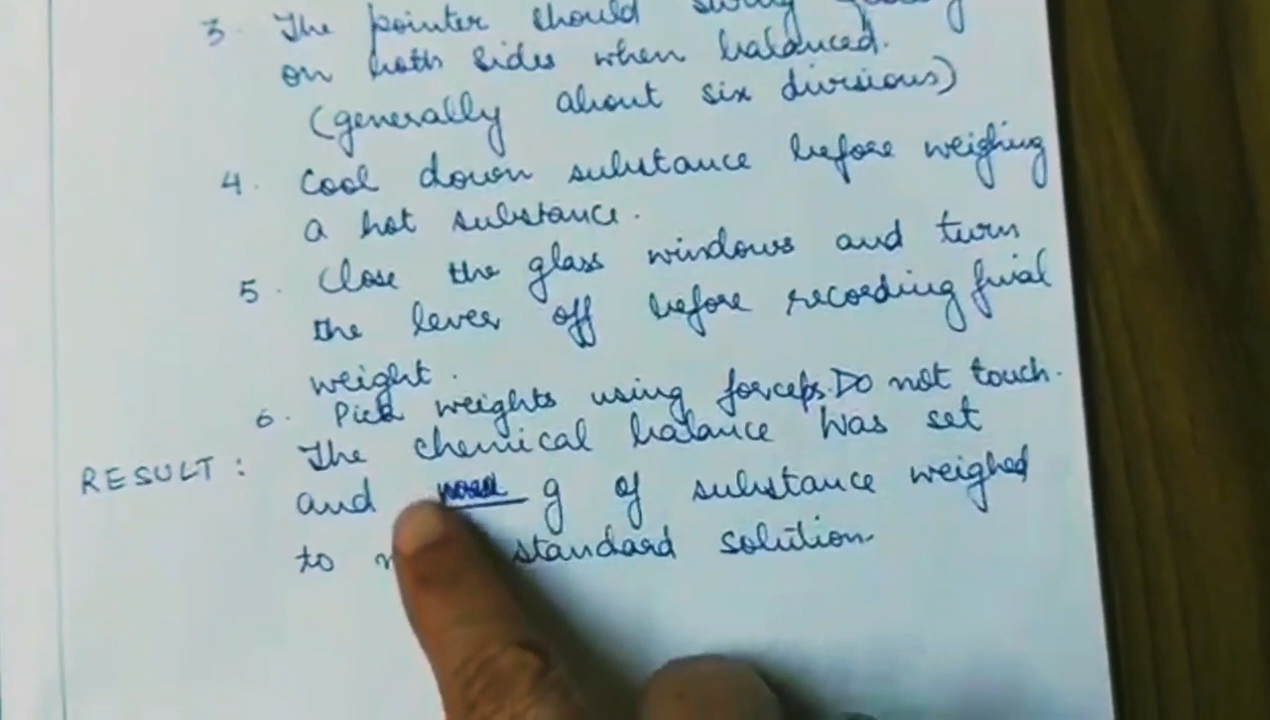 3. The pointer should swing
on both sides when balanced.
(generally about six divisions)
4. Cool down substance before weighing
a hot substance.
5. Close the glass windows and turn
the lever off before recording final
weight.
6. Pick weights using forceps. Do not touch.
RESULT: The chemical balance was set
and g of substance weighed
to standard solution